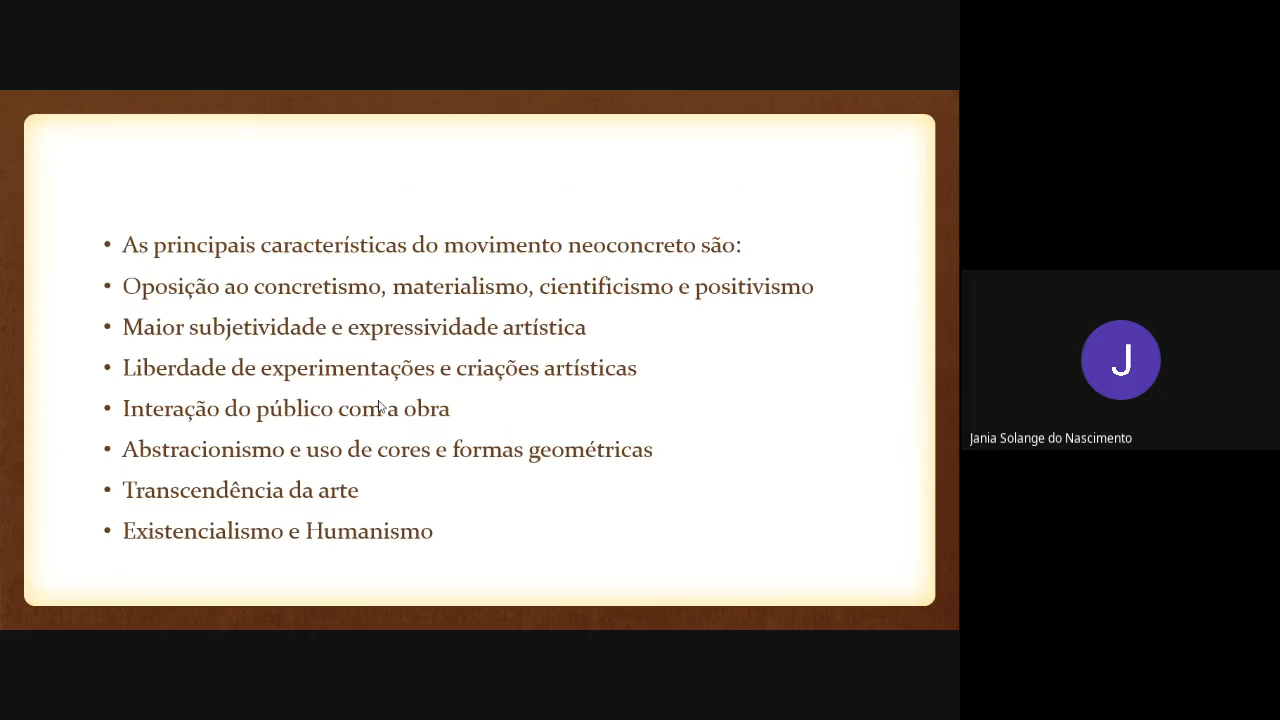 • As principais características do movimento neoconcreto são:
• Oposição ao concretismo, materialismo, cientificismo e positivismo
• Maior subjetividade e expressividade artística
• Liberdade de experimentações e criações artísticas
• Interação do público com a obra
• Abstracionismo e uso de cores e formas geométricas
• Transcendência da arte
• Existencialismo e Humanismo
J
Jania Solange do Nascimento